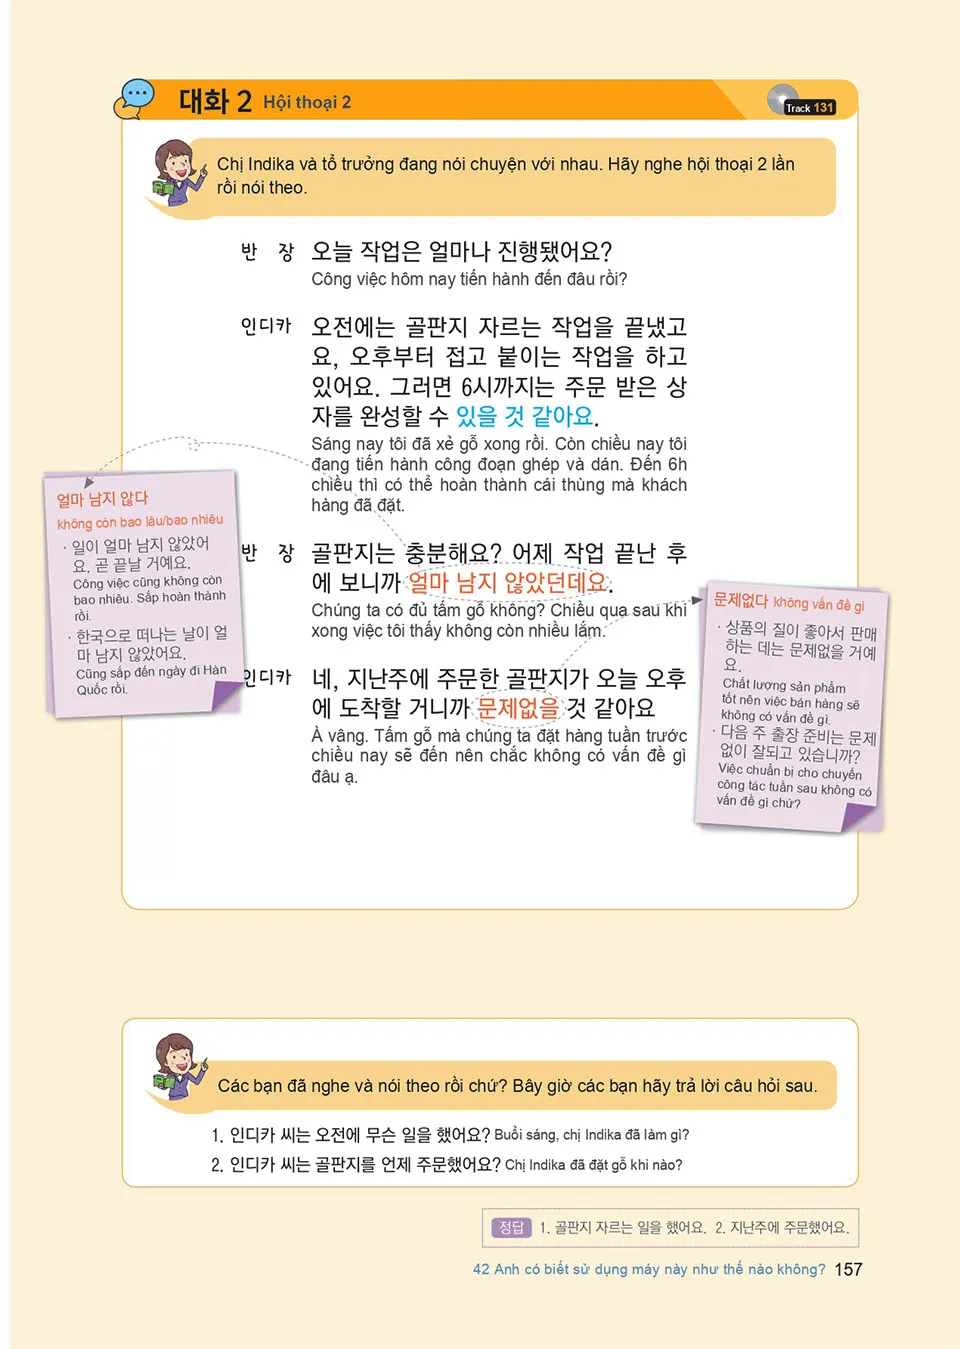 대화 2 Hội thoại 2
Track 131
Chị Indika và tổ trưởng đang nói chuyện với nhau. Hãy nghe hội thoại 2 lần
rồi nói theo.
반 장 오늘 작업은 얼마나 진행됐어요?
Công việc hôm nay tiến hành đến đâu rồi?
인디카 오전에는 골판지 자르는 작업을 끝냈고
요, 오후부터 접고 붙이는 작업을 하고
있어요. 그러면 6시까지는 주문 받은 상
자를 완성할 수 있을 것 같아요.
Sáng nay tôi đã xẻ gỗ xong rồi. Còn chiều nay tôi
đang tiến hành công đoạn ghép và dán. Đến 6h
chiều thì có thể hoàn thành cái thùng mà khách
hàng đã đặt.
반 장 골판지는 충분해요? 어제 작업 끝난 후
에 보니까 얼마 남지 않았던데요.
Chúng ta có đủ tấm gỗ không? Chiều qua sau khi
xong việc tôi thấy không còn nhiều lắm.
인디카 네, 지난주에 주문한 골판지가 오늘 오후
에 도착할 거니까 문제없을 것 같아요
À vâng. Tấm gỗ mà chúng ta đặt hàng tuần trước
chiều nay sẽ đến nên chắc không có vấn đề gì
đâu ạ.
얼마 남지 않다
không còn bao lâu/bao nhiêu
· 일이 얼마 남지 않았어
요. 곧 끝날 거예요.
Công việc cũng không còn
bao nhiêu. Sắp hoàn thành
rồi.
· 한국으로 떠나는 날이 얼
마 남지 않았어요.
Cũng sắp đến ngày đi Hàn
Quốc rồi.
문제없다 không vấn đề gì
· 상품의 질이 좋아서 판매
하는 데는 문제없을 거예
요.
Chất lượng sản phẩm
tốt nên việc bán hàng sẽ
không có vấn đề gì.
· 다음 주 출장 준비는 문제
없이 잘되고 있습니까?
Việc chuẩn bị cho chuyến
công tác tuần sau không có
vấn đề gì chứ?
Các bạn đã nghe và nói theo rồi chứ? Bây giờ các bạn hãy trả lời câu hỏi sau.
1. 인디카 씨는 오전에 무슨 일을 했어요? Buổi sáng, chị Indika đã làm gì?
2. 인디카 씨는 골판지를 언제 주문했어요? Chị Indika đã đặt gỗ khi nào?
정답 1. 골판지 자르는 일을 했어요. 2. 지난주에 주문했어요.
42 Anh có biết sử dụng máy này như thế nào không? 157